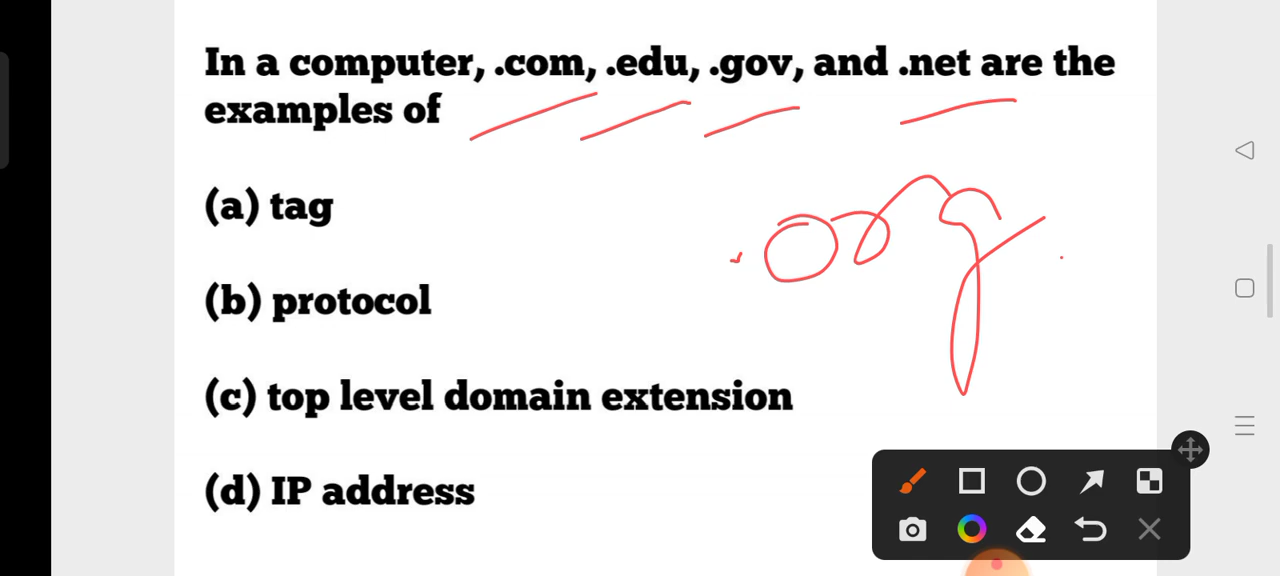 In a computer, .com, .edu, .gov, and .net are the
examples of
(a) tag
.org
(b) protocol
(c) top level domain extension
(d) IP address